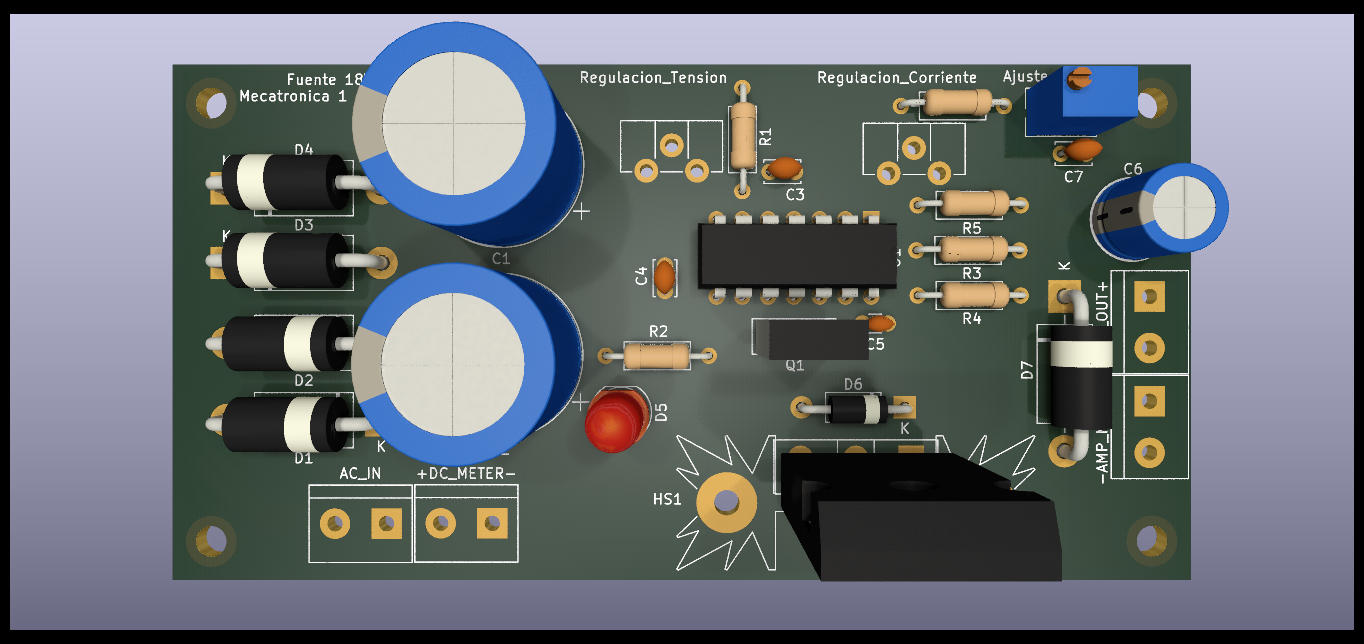 Fuente 18
Mecatronica 1
Regulacion_Tension
Regulacion_Corriente
Ajuste
R1
D4
K
C3
C7
C6
D3
K
C1
R5
C4
R3
K
R4
OUT+
R2
C5
Q1
D7
D2
D6
K
D5
K
D1
AC_IN
+DC_METER-
HS1
-AMP_